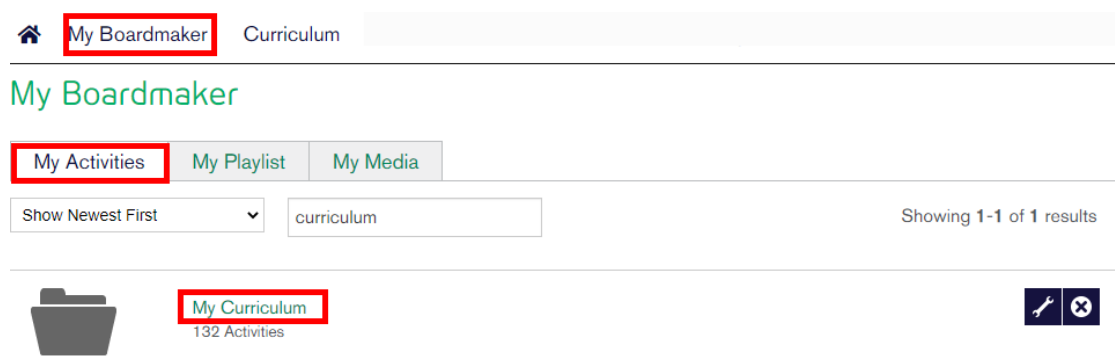 My Boardmaker Curriculum
My Boardmaker
My Activities My Playlist My Media
Show Newest First curriculum Showing 1-1 of 1 results
My Curriculum
132 Activities